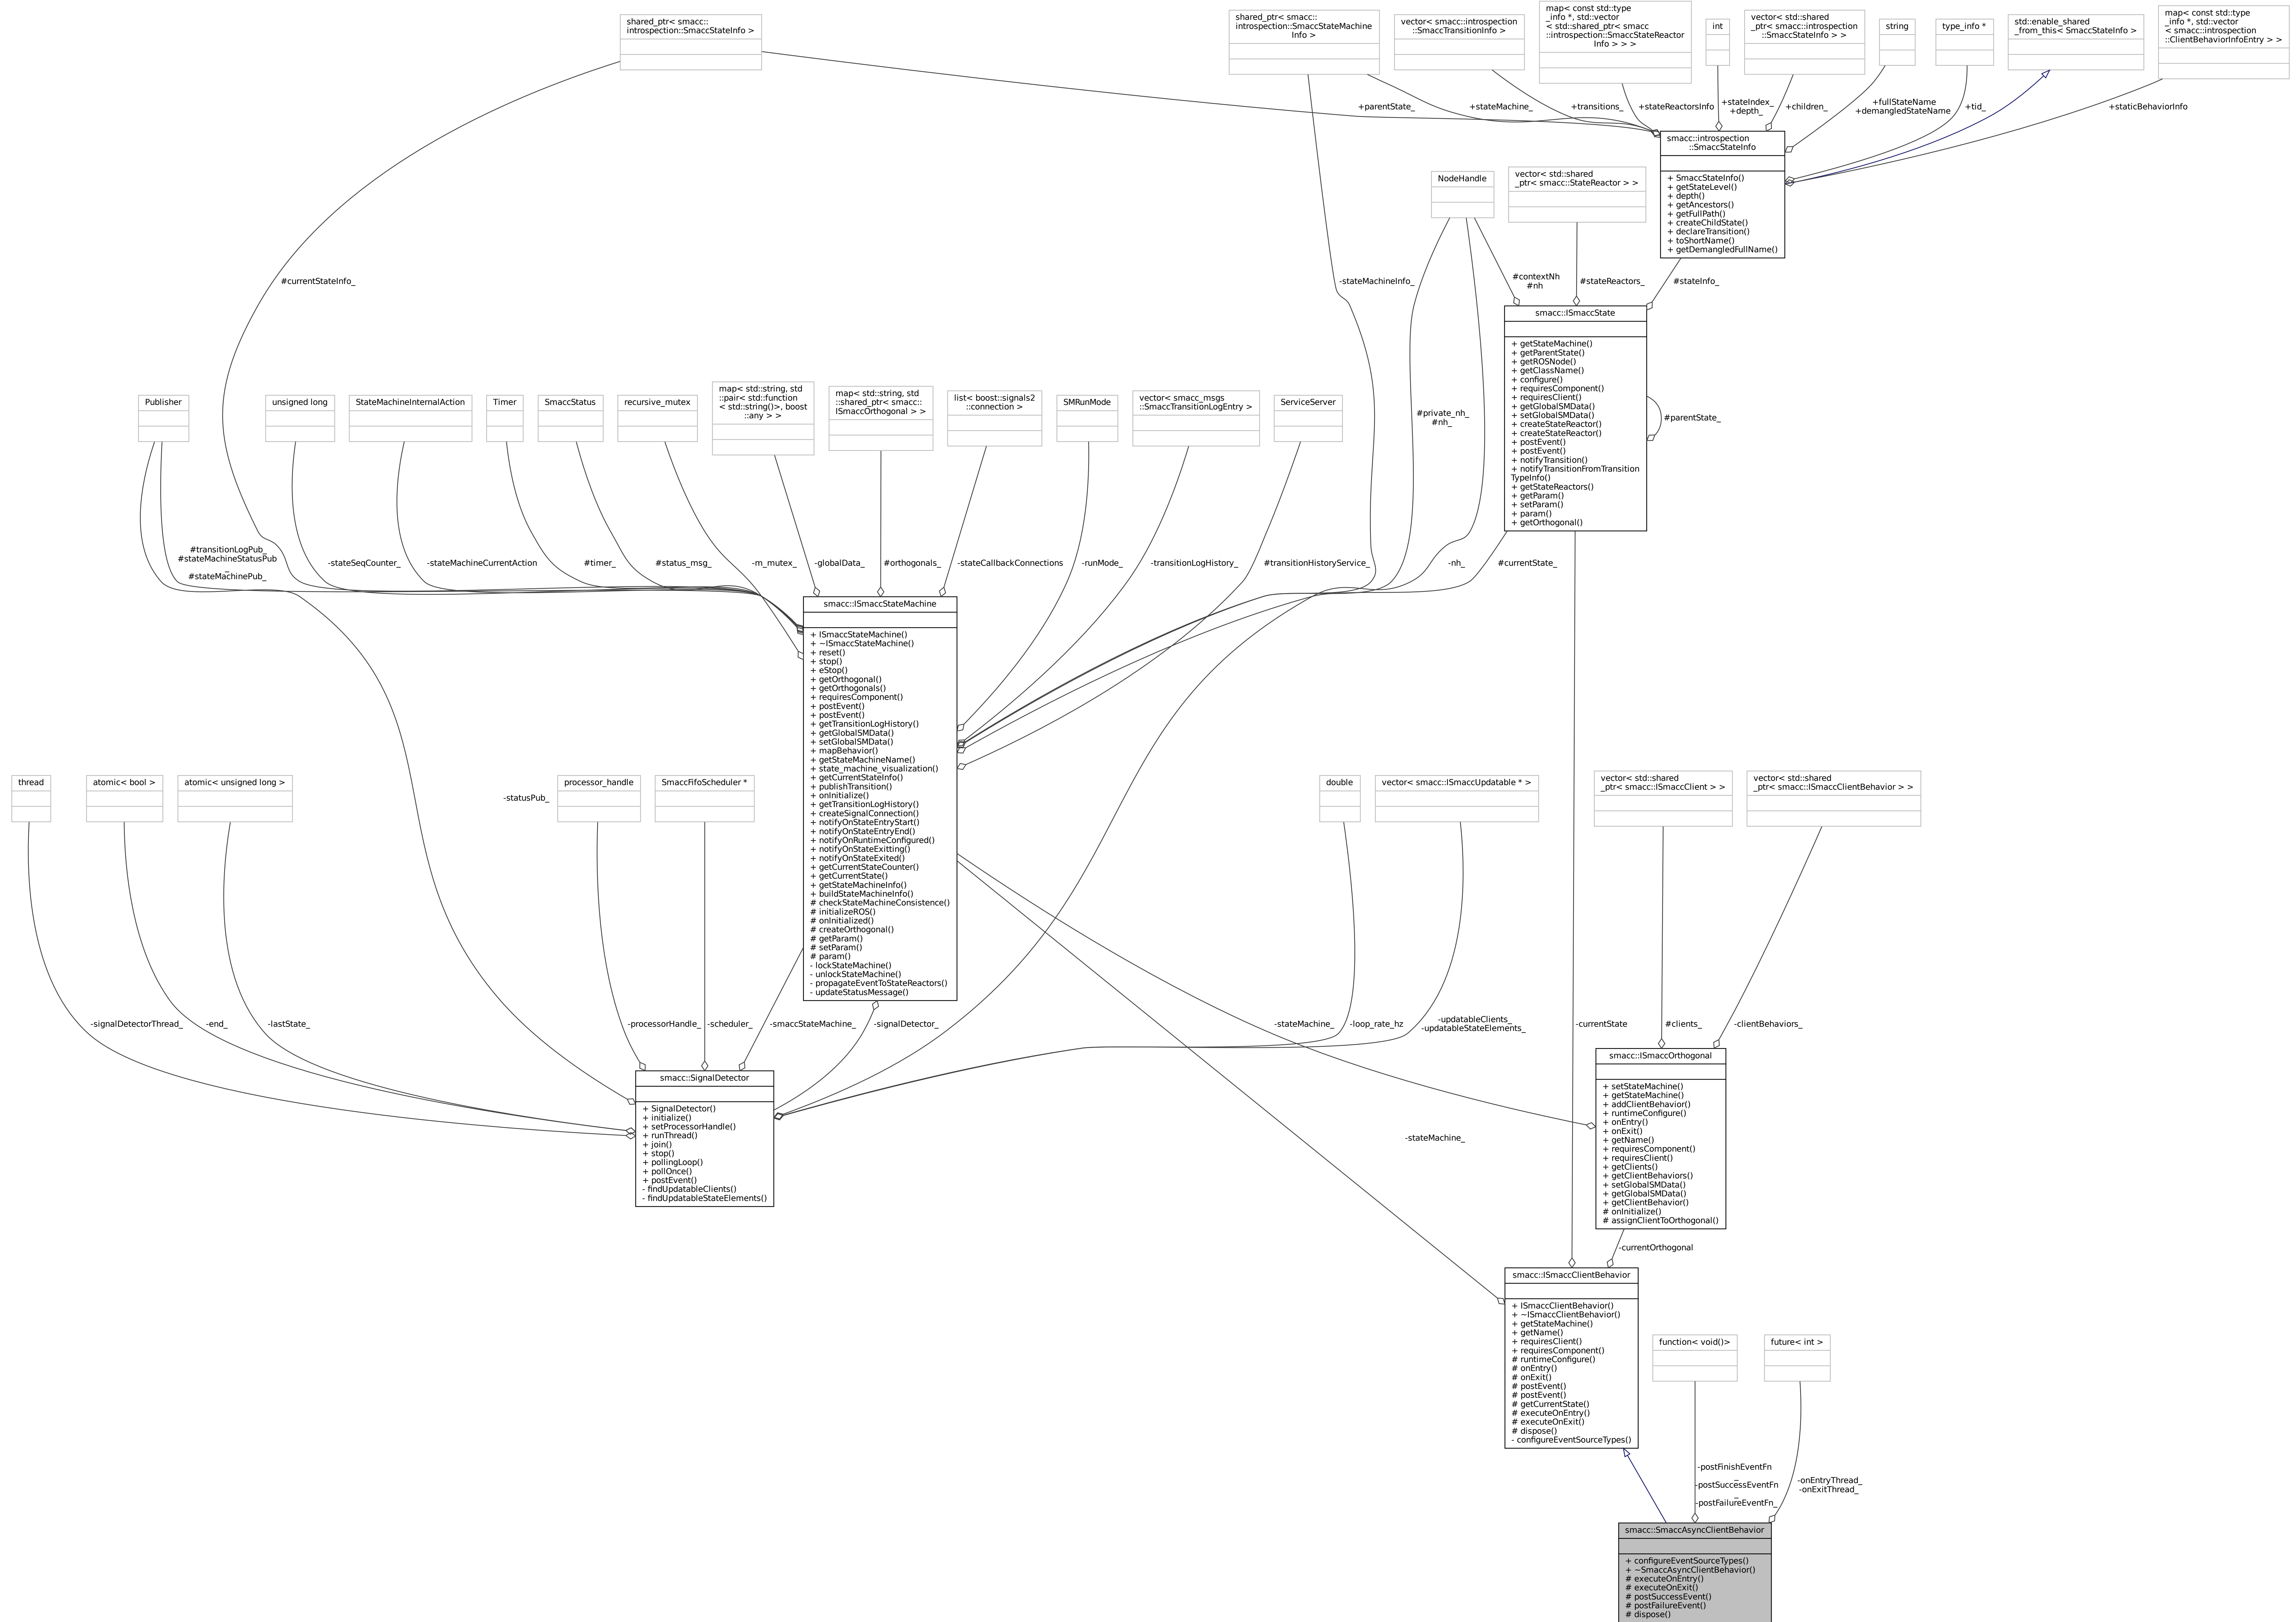 shared_ptr< smacc::
introspection::SmaccStateInfo >
shared_ptr< smacc::
introspection::SmaccStateMachine
Info >
vector< smacc::introspection
::SmaccTransitionInfo >
map< const std::type
_info *, std::vector
< std::shared_ptr< smacc
::introspection::SmaccStateReactor
Info > > >
int
vector< std::shared
_ptr< smacc::introspection
::SmaccStateInfo > >
string
type_info *
std::enable_shared
_from_this< SmaccStateInfo >
map< const std::type
_info *, std::vector
< smacc::introspection
::ClientBehaviorInfoEntry > >
+parentState_
+stateMachine_
+transitions_
+stateReactorsInfo
+stateIndex_
+depth_
+children_
+fullStateName
+demangledStateName
+tid_
+staticBehaviorInfo
smacc::introspection
::SmaccStateInfo
+ SmaccStateInfo()
+ getStateLevel()
+ depth()
+ getAncestors()
+ getFullPath()
+ createChildState()
+ declareTransition()
+ toShortName()
+ getDemangledFullName()
NodeHandle
vector< std::shared
_ptr< smacc::StateReactor > >
#currentStateInfo_
-stateMachineInfo_
#contextNh
#nh
#stateReactors_
#stateInfo_
smacc::ISmaccState
+ getStateMachine()
+ getParentState()
+ getROSNode()
+ getClassName()
+ configure()
+ requiresComponent()
+ requiresClient()
+ getGlobalSMData()
+ setGlobalSMData()
+ createStateReactor()
+ createStateReactor()
+ postEvent()
+ postEvent()
+ notifyTransition()
+ notifyTransitionFromTransition
TypeInfo()
+ getStateReactors()
+ getParam()
+ setParam()
+ param()
+ getOrthogonal()
#parentState_
Publisher
unsigned long
StateMachineInternalAction
Timer
SmaccStatus
recursive_mutex
map< std::string, std
::pair< std::function
< std::string()>, boost
::any > >
map< std::string, std
::shared_ptr< smacc::
ISmaccOrthogonal > >
list< boost::signals2
::connection >
SMRunMode
vector< smacc_msgs
::SmaccTransitionLogEntry >
ServiceServer
#private_nh_
#nh_
#transitionLogPub_
#stateMachineStatusPub
_
#stateMachinePub_
-stateSeqCounter_
-stateMachineCurrentAction
#timer_
#status_msg_
-m_mutex_
-globalData_
#orthogonals_
-stateCallbackConnections
-runMode_
-transitionLogHistory_
#transitionHistoryService_
-nh_
#currentState_
smacc::ISmaccStateMachine
+ ISmaccStateMachine()
+ ~ISmaccStateMachine()
+ reset()
+ stop()
+ eStop()
+ getOrthogonal()
+ getOrthogonals()
+ requiresComponent()
+ postEvent()
+ postEvent()
+ getTransitionLogHistory()
+ getGlobalSMData()
+ setGlobalSMData()
+ mapBehavior()
+ getStateMachineName()
+ state_machine_visualization()
+ getCurrentStateInfo()
+ publishTransition()
+ onInitialize()
+ getTransitionLogHistory()
+ createSignalConnection()
+ notifyOnStateEntryStart()
+ notifyOnStateEntryEnd()
+ notifyOnRuntimeConfigured()
+ notifyOnStateExitting()
+ notifyOnStateExited()
+ getCurrentStateCounter()
+ getCurrentState()
+ getStateMachineInfo()
+ buildStateMachineInfo()
# checkStateMachineConsistence()
# initializeROS()
# onInitialized()
# createOrthogonal()
# getParam()
# setParam()
# param()
- lockStateMachine()
- unlockStateMachine()
- propagateEventToStateReactors()
- updateStatusMessage()
thread
atomic< bool >
atomic< unsigned long >
-statusPub_
processor_handle
SmaccFifoScheduler *
double
vector< smacc::ISmaccUpdatable * >
vector< std::shared
_ptr< smacc::ISmaccClient > >
vector< std::shared
_ptr< smacc::ISmaccClientBehavior > >
-signalDetectorThread_
-end_
-lastState_
-processorHandle_
-scheduler_
-smaccStateMachine_
-signalDetector_
-stateMachine_
-loop_rate_hz
-updatableClients_
-updatableStateElements_
-currentState
#clients_
-clientBehaviors_
smacc::SignalDetector
+ SignalDetector()
+ initialize()
+ setProcessorHandle()
+ runThread()
+ join()
+ stop()
+ pollingLoop()
+ pollOnce()
+ postEvent()
- findUpdatableClients()
- findUpdatableStateElements()
-stateMachine_
smacc::ISmaccOrthogonal
+ setStateMachine()
+ getStateMachine()
+ addClientBehavior()
+ runtimeConfigure()
+ onEntry()
+ onExit()
+ getName()
+ requiresComponent()
+ requiresClient()
+ getClients()
+ getClientBehaviors()
+ setGlobalSMData()
+ getGlobalSMData()
+ getClientBehavior()
# onInitialize()
# assignClientToOrthogonal()
-currentOrthogonal
smacc::ISmaccClientBehavior
+ ISmaccClientBehavior()
+ ~ISmaccClientBehavior()
+ getStateMachine()
+ getName()
+ requiresClient()
+ requiresComponent()
# runtimeConfigure()
# onEntry()
# onExit()
# postEvent()
# postEvent()
# getCurrentState()
# executeOnEntry()
# executeOnExit()
# dispose()
- configureEventSourceTypes()
function< void()>
future< int >
-postFinishEventFn
_
-postSuccessEventFn
_
-postFailureEventFn_
-onEntryThread_
-onExitThread_
smacc::SmaccAsyncClientBehavior
+ configureEventSourceTypes()
+ ~SmaccAsyncClientBehavior()
# executeOnEntry()
# executeOnExit()
# postSuccessEvent()
# postFailureEvent()
# dispose()